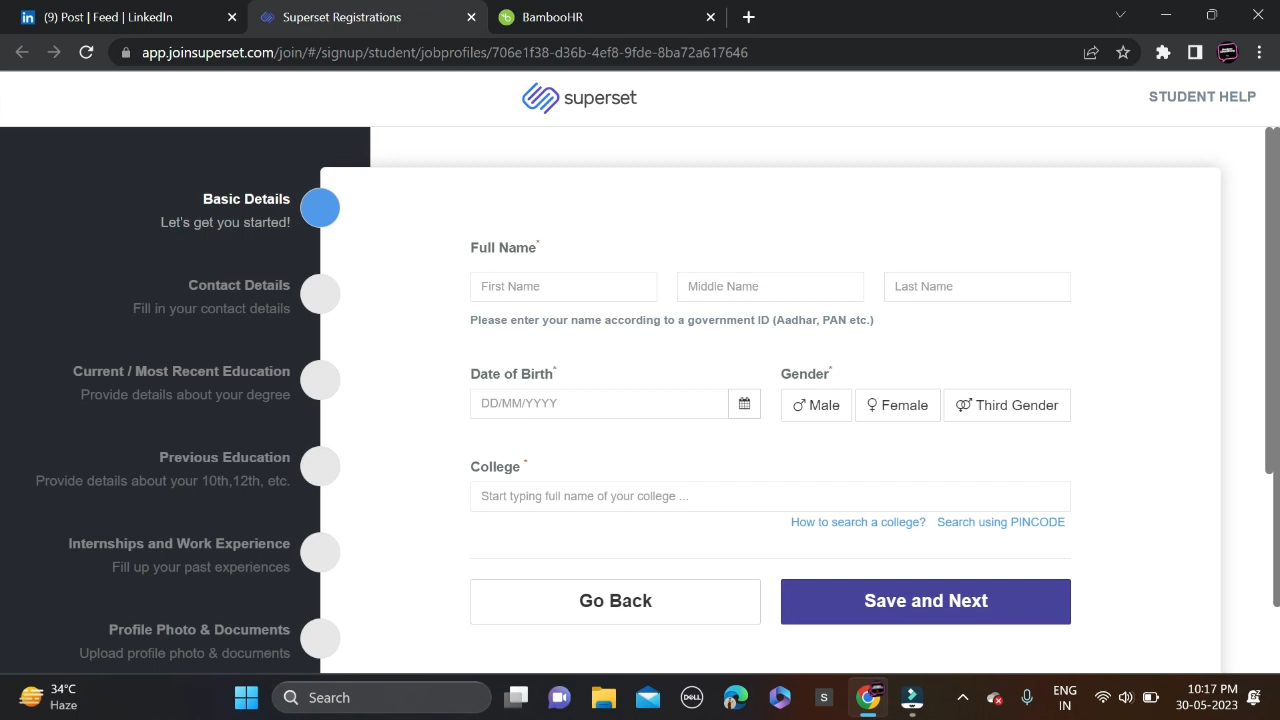 (9) Post | Feed | LinkedIn
Superset Registrations
BambooHR
app.joinsuperset.com/join/#/signup/student/jobprofiles/706e1f38-d36b-4ef8-9fde-8ba72a617646
superset
STUDENT HELP
Basic Details
Let's get you started!
Contact Details
Fill in your contact details
Current / Most Recent Education
Provide details about your degree
Previous Education
Provide details about your 10th,12th, etc.
Internships and Work Experience
Fill up your past experiences
Profile Photo & Documents
Upload profile photo & documents
Full Name*
First Name
Middle Name
Last Name
Please enter your name according to a government ID (Aadhar, PAN etc.)
Date of Birth*
DD/MM/YYYY
Gender*
Male
Female
Third Gender
College *
Start typing full name of your college ...
How to search a college?
Search using PINCODE
Go Back
Save and Next
34°C
Haze
Search
DELL
S
ENG
IN
10:17 PM
30-05-2023